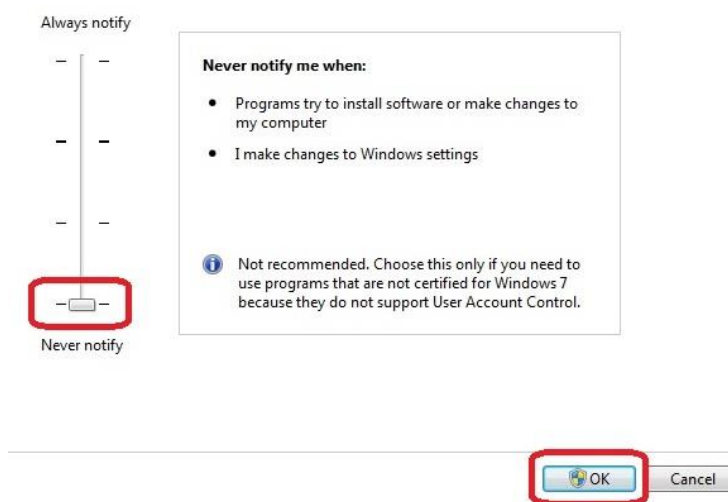 Always notify
Never notify me when:
• Programs try to install software or make changes to
my computer
• I make changes to Windows settings
Not recommended. Choose this only if you need to
use programs that are not certified for Windows 7
because they do not support User Account Control.
Never notify
OK
Cancel